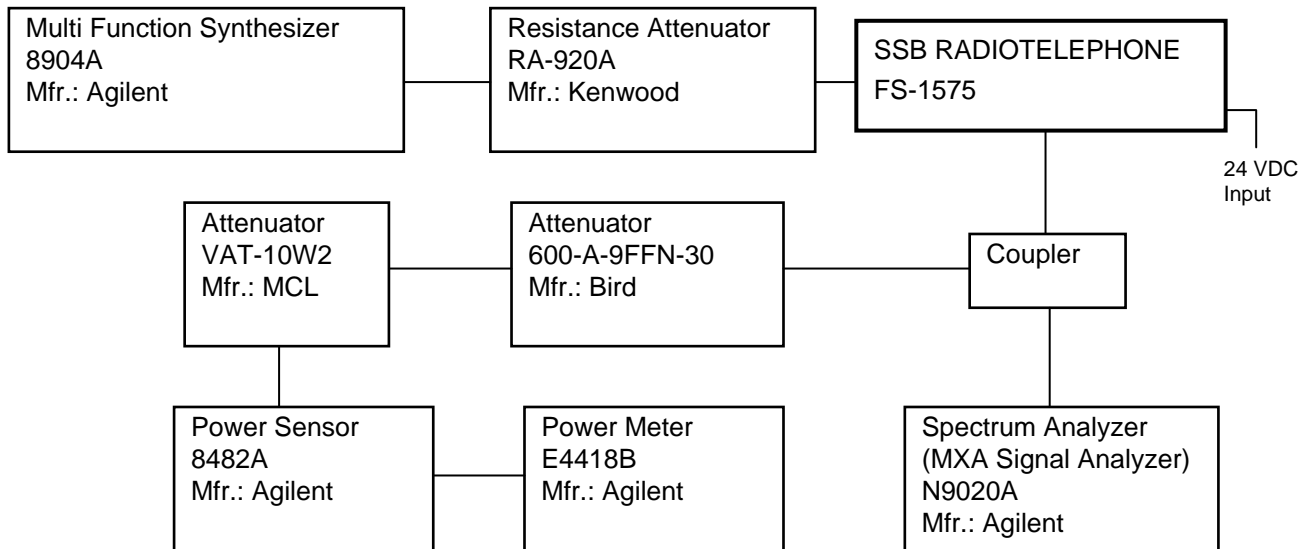 Multi Function Synthesizer
8904A
Mfr.: Agilent
Resistance Attenuator
RA-920A
Mfr.: Kenwood
SSB RADIOTELEPHONE
FS-1575
24 VDC
Input
Attenuator
VAT-10W2
Mfr.: MCL
Attenuator
600-A-9FFN-30
Mfr.: Bird
Coupler
Power Sensor
8482A
Mfr.: Agilent
Power Meter
E4418B
Mfr.: Agilent
Spectrum Analyzer
(MXA Signal Analyzer)
N9020A
Mfr.: Agilent